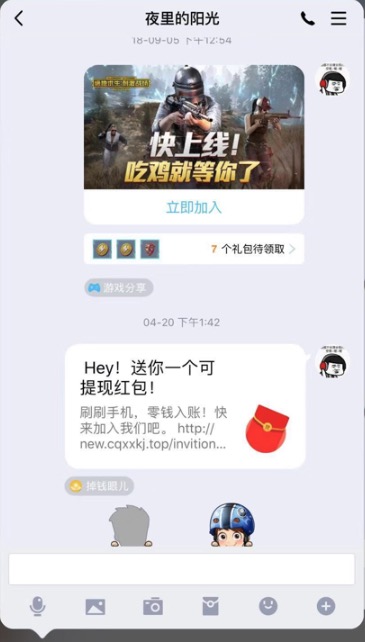 夜里的阳光
18-09-05 下午12:54
绝地求生 刺激战场
快上线！
吃鸡就等你了
立即加入
7 个礼包待领取
游戏分享
04-20 下午1:42
Hey！送你一个可
提现红包！
刷刷手机，零钱入账！快
来加入我们吧。 http://
new.cqxxkj.top/invition...
掉钱眼儿